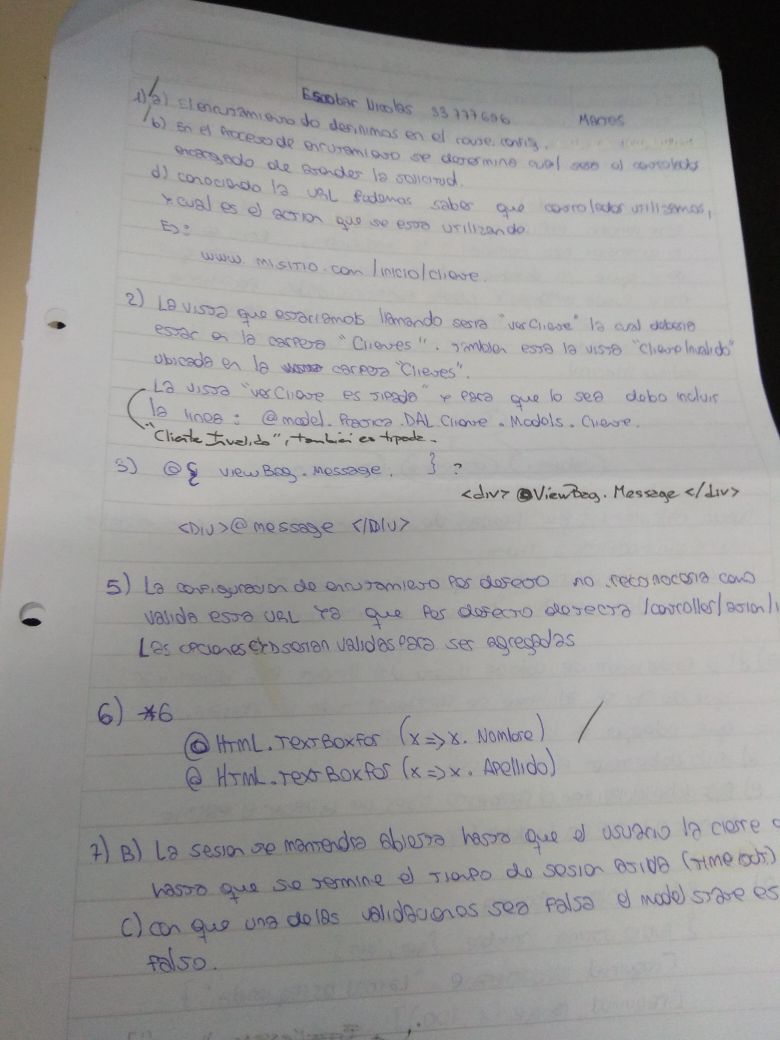 Escobar Nicolas 33777696 Martes
1) a) El enrutamiento lo definimos en el route.config.
b) En el proceso de enrutamiento se determina cual sera el controlador
encargado de atender la solicitud.
d) conociendo la URL Podemos saber que controlador utilizamos,
y cual es el action que se esta utilizando
Ej:
www.misitio.com/inicio/cliente.
2) La vista que estariamos llamando seria "verCliente" la cual deberia
estar en la carpeta "Clientes". Tambien esta la vista "ClienteInvalido"
ubicada en la carpeta "Clientes".
La vista "verCliente es tipada" y para que lo sea debo incluir
la linea: @model.Practica.DAL.Cliente.Models.Cliente.
"Cliente Invalido", también es tipada.
3) @{ viewBag.Message. } ?
<div> @ViewBag.Message </div>
<DIV>@message </DIV>
5) La configuracion de enrutamiento por defecto no reconoceria como
valida esta URL ya que por defecto detecta /controller/action/
Las opciones c y D serian validas para ser agregadas
6) *6
@ HTML.TextBoxFor (x=>x.Nombre)
@ HTML.TextBoxFor (x=>x.Apellido)
7) B) La sesion se mantendra abierta hasta que el usuario la cierre o
hasta que se termine el tiempo de sesion activa (Time out)
C) con que una de las validaciones sea falsa el model state es
falso.